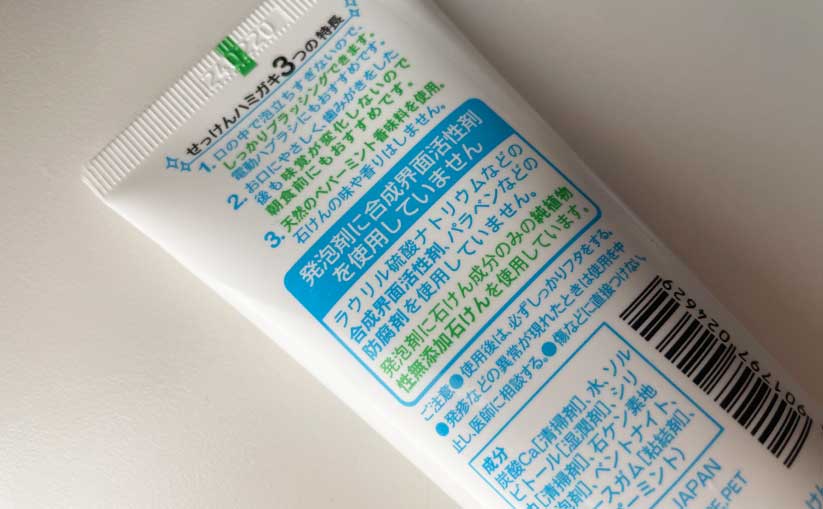 せっけんハミガキ3つの特長
1. 口の中で泡立ちすぎないので、
しっかりブラッシングできます。
電動ハブラシにもおすすめです。
2. お口にやさしく、歯みがきをした
後も味覚が変化しないので
朝食前にもおすすめです。
3. 天然のペパーミント香味料を使用。
石けんの味や香りはしません。
発泡剤に合成界面活性剤
を使用していません
ラウリル硫酸ナトリウムなどの
合成界面活性剤、パラベンなどの
防腐剤を使用していません。
発泡剤に石けん成分のみの純植物
性無添加石けんを使用しています。
ご注意●使用後は、必ずしっかりフタをする。
●発疹などの異常が現れたときは使用を中
止し、医師に相談する。●傷などに直接つけない。
成分
炭酸Ca[清掃剤]、水、ソル
ビトール[湿潤剤]、シリ
カ[清掃剤]、石ケン素地
泡剤]、ベントナイト、
ースガム[粘結剤]、
パーミント)
JAPAN
901797 024629